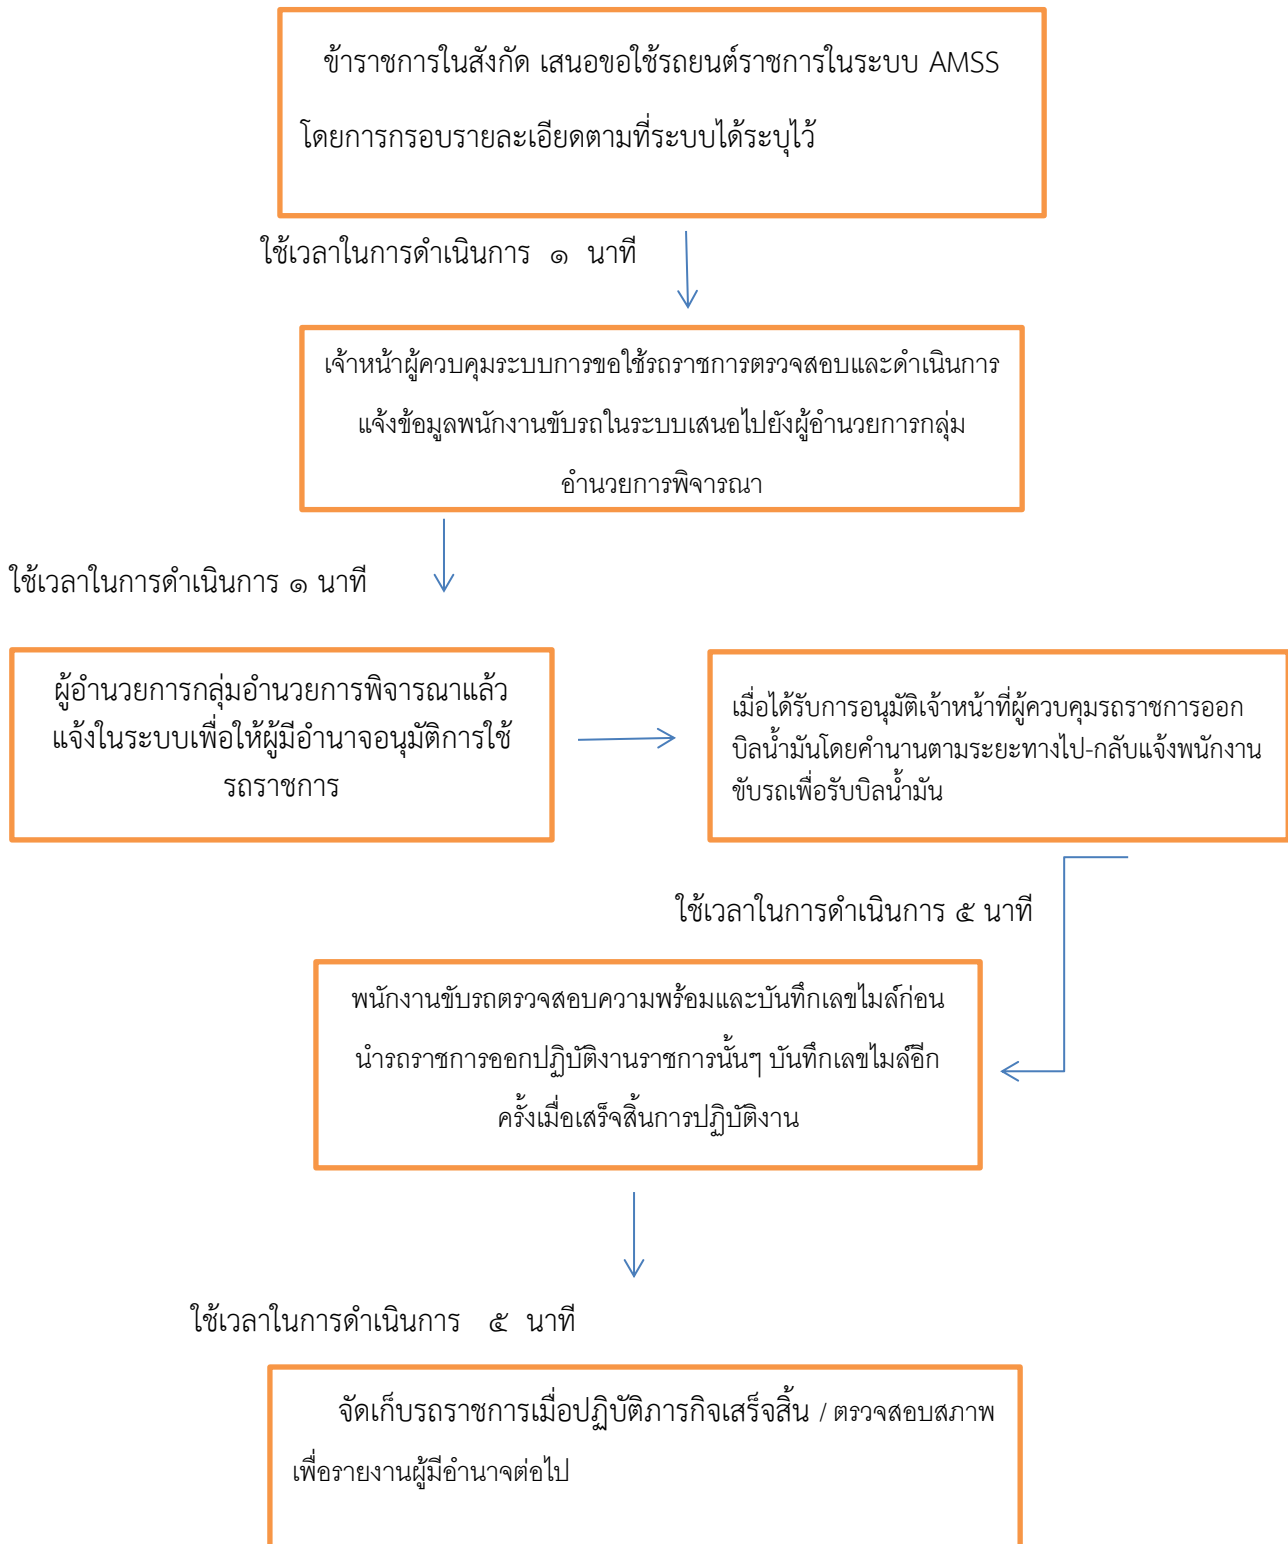 ข้าราชการในสังกัด เสนอขอใช้รถยนต์ราชการในระบบ AMSS
โดยการกรอบรายละเอียดตามที่ระบบได้ระบุไว้
ใช้เวลาในการดำเนินการ ๑ นาที
เจ้าหน้าผู้ควบคุมระบบการขอใช้รถราชการตรวจสอบและดำเนินการ
แจ้งข้อมูลพนักงานขับรถในระบบเสนอไปยังผู้อำนวยการกลุ่ม
อำนวยการพิจารณา
ใช้เวลาในการดำเนินการ ๑ นาที
ผู้อำนวยการกลุ่มอำนวยการพิจารณาแล้ว
แจ้งในระบบเพื่อให้ผู้มีอำนาจอนุมัติการใช้
รถราชการ
เมื่อได้รับการอนุมัติเจ้าหน้าที่ผู้ควบคุมรถราชการออก
บิลน้ำมันโดยคำนานตามระยะทางไป-กลับแจ้งพนักงาน
ขับรถเพื่อรับบิลน้ำมัน
ใช้เวลาในการดำเนินการ ๕ นาที
พนักงานขับรถตรวจสอบความพร้อมและบันทึกเลขไมล์ก่อน
นำรถราชการออกปฏิบัติงานราชการนั้นๆ บันทึกเลขไมล์อีก
ครั้งเมื่อเสร็จสิ้นการปฏิบัติงาน
ใช้เวลาในการดำเนินการ ๕ นาที
จัดเก็บรถราชการเมื่อปฏิบัติภารกิจเสร็จสิ้น / ตรวจสอบสภาพ
เพื่อรายงานผู้มีอำนาจต่อไป